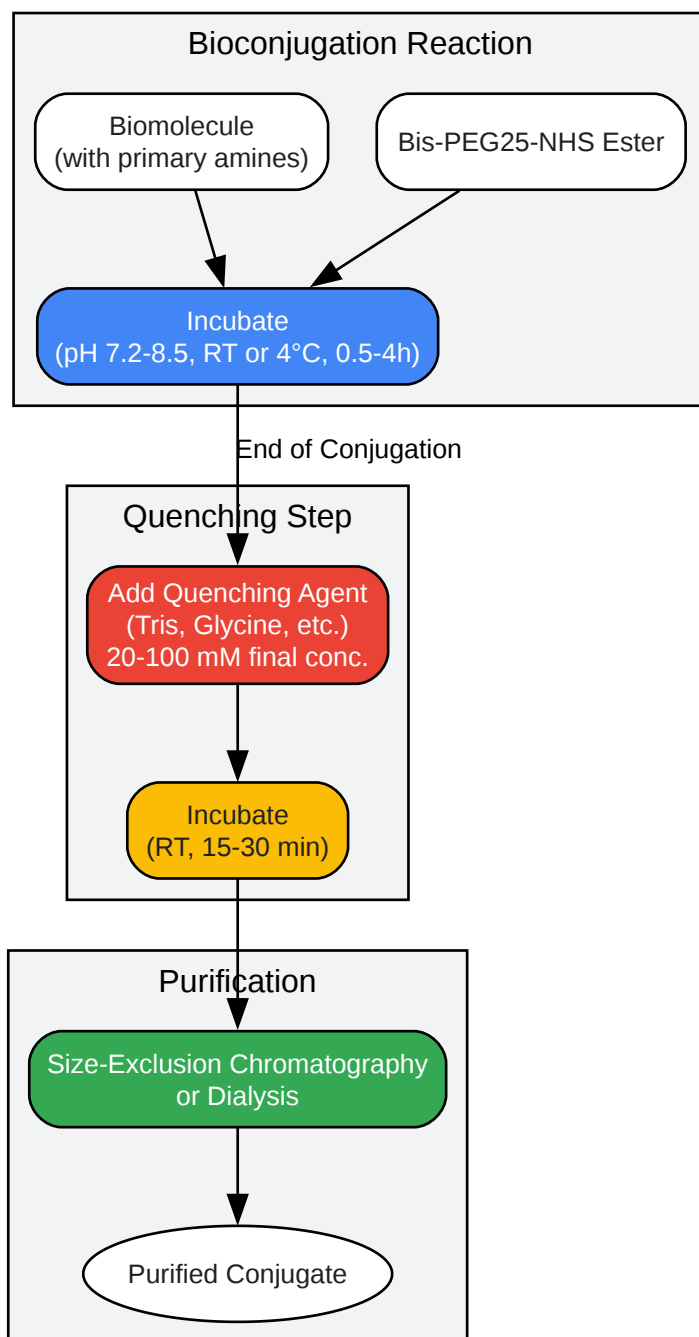 Bioconjugation Reaction
Biomolecule
(with primary amines)
Bis-PEG25-NHS Ester
Incubate
(pH 7.2-8.5, RT or 4°C, 0.5-4h)
End of Conjugation
Quenching Step
Add Quenching Agent
(Tris, Glycine, etc.)
20-100 mM final conc.
Incubate
(RT, 15-30 min)
Purification
Size-Exclusion Chromatography
or Dialysis
Purified Conjugate